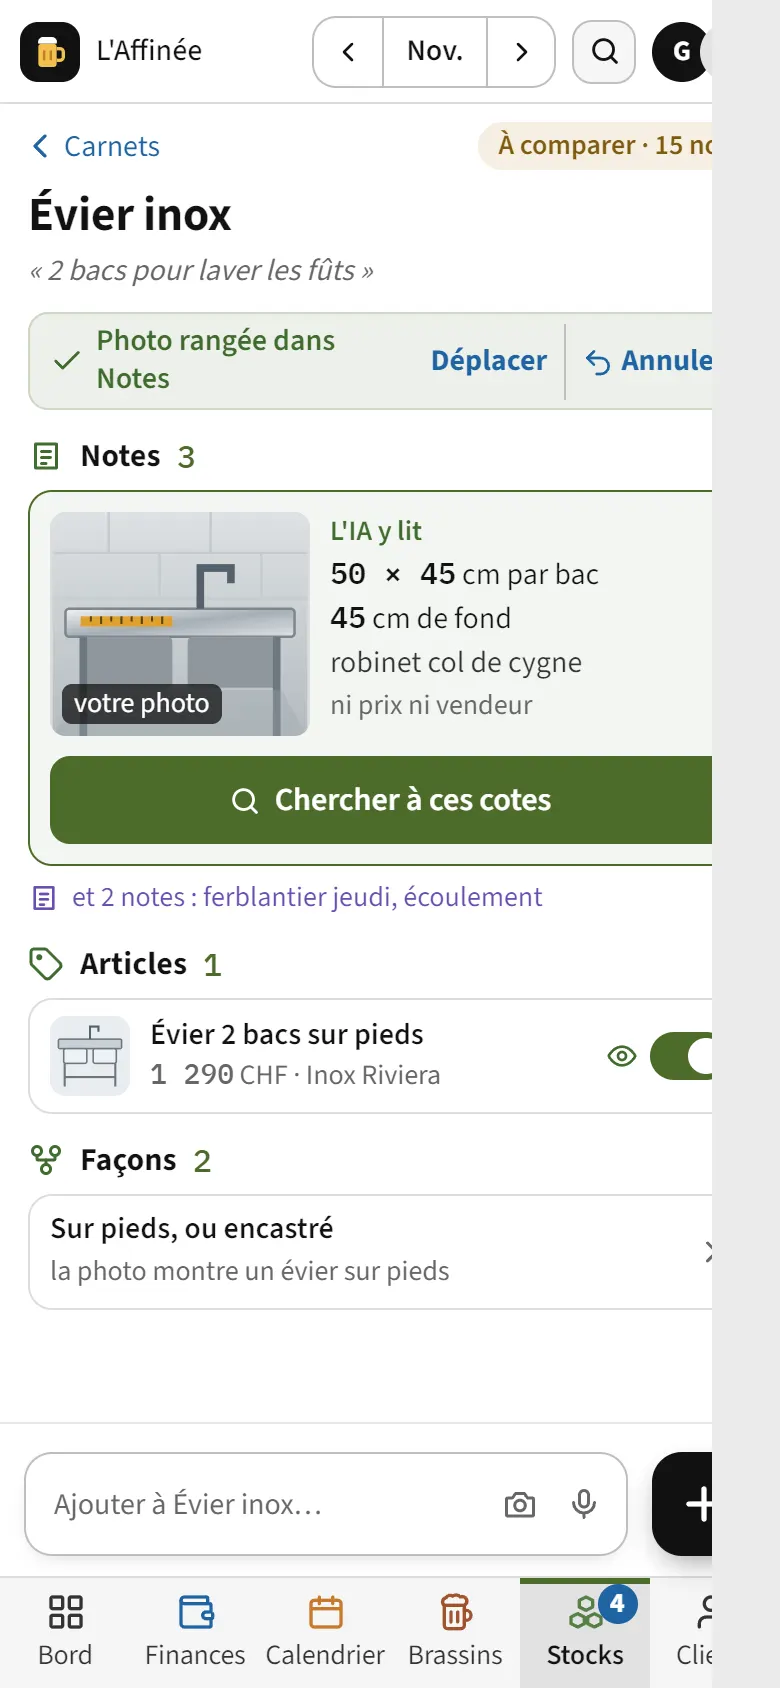 L'Affinée
Nov.
G
Carnets
À comparer · 15 no
Évier inox
« 2 bacs pour laver les fûts »
Photo rangée dans
Notes
Déplacer
Annule
Notes 3
L'IA y lit
50 × 45 cm par bac
45 cm de fond
robinet col de cygne
ni prix ni vendeur
votre photo
Chercher à ces cotes
et 2 notes : ferblantier jeudi, écoulement
Articles 1
Évier 2 bacs sur pieds
1 290 CHF · Inox Riviera
Façons 2
Sur pieds, ou encastré
la photo montre un évier sur pieds
Ajouter à Évier inox…
4
Bord
Finances
Calendrier
Brassins
Stocks
Clie